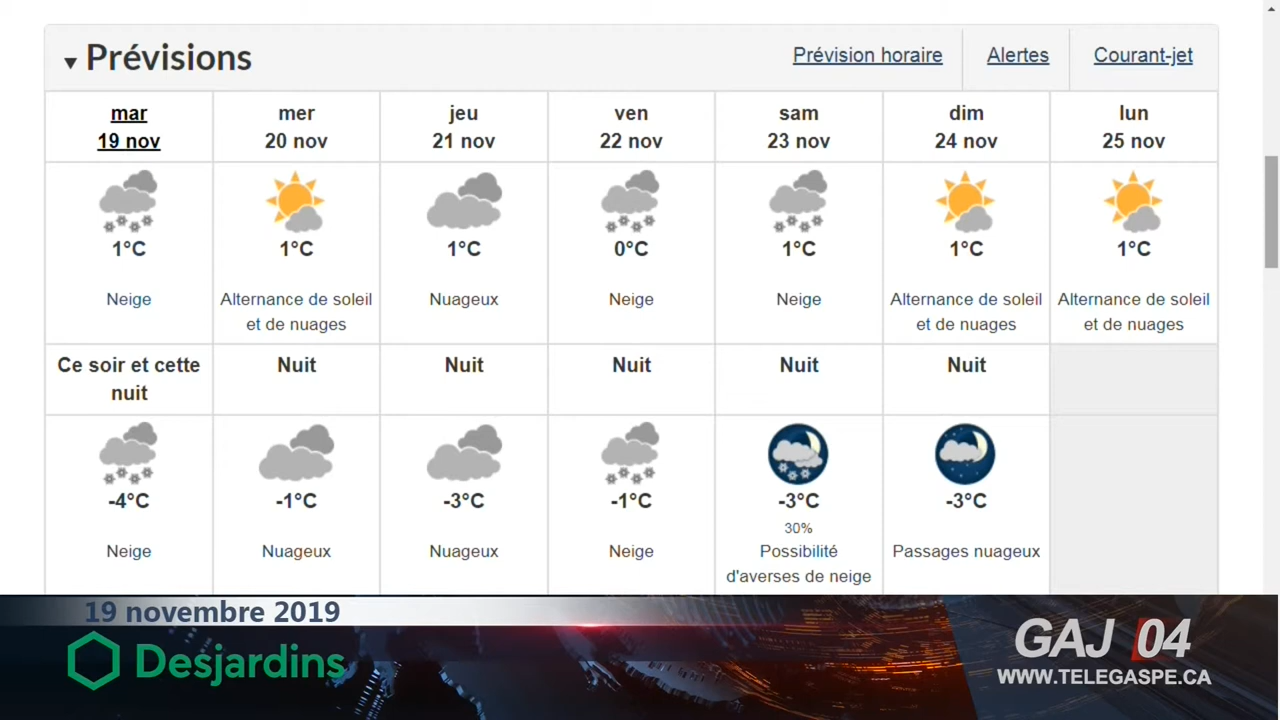 ▼ Prévisions
Prévision horaire Alertes Courant-jet
mar mer jeu ven sam dim lun
19 nov 20 nov 21 nov 22 nov 23 nov 24 nov 25 nov
1°C 1°C 1°C 0°C 1°C 1°C 1°C
Neige Alternance de soleil Nuageux Neige Neige Alternance de soleil Alternance de soleil
et de nuages et de nuages et de nuages
Ce soir et cette Nuit Nuit Nuit Nuit Nuit
nuit
-4°C -1°C -3°C -1°C -3°C -3°C
30%
Neige Nuageux Nuageux Neige Possibilité Passages nuageux
d'averses de neige
19 novembre 2019
Desjardins
GAJ 04
WWW.TELEGASPE.CA